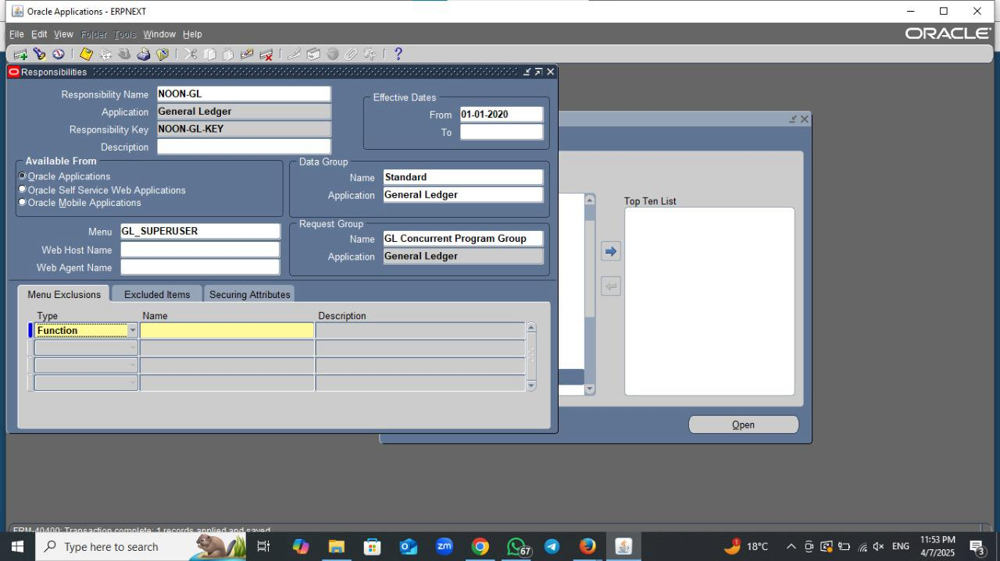 Oracle Applications - ERPNEXT
File Edit View Folder Tools Window Help
ORACLE
Responsibilities
Responsibility Name NOON-GL
Application General Ledger
Responsibility Key NOON-GL-KEY
Description
Effective Dates
From 01-01-2020
To
Available From
Oracle Applications
Oracle Self Service Web Applications
Oracle Mobile Applications
Data Group
Name Standard
Application General Ledger
Menu GL_SUPERUSER
Web Host Name
Web Agent Name
Request Group
Name GL Concurrent Program Group
Application General Ledger
Menu Exclusions Excluded Items Securing Attributes
Type Name Description
Function
Top Ten List
Open
FRM-40400: Transaction complete: 1 records applied and saved.
Type here to search
zm
67
18°C
ENG
11:53 PM
4/7/2025
3